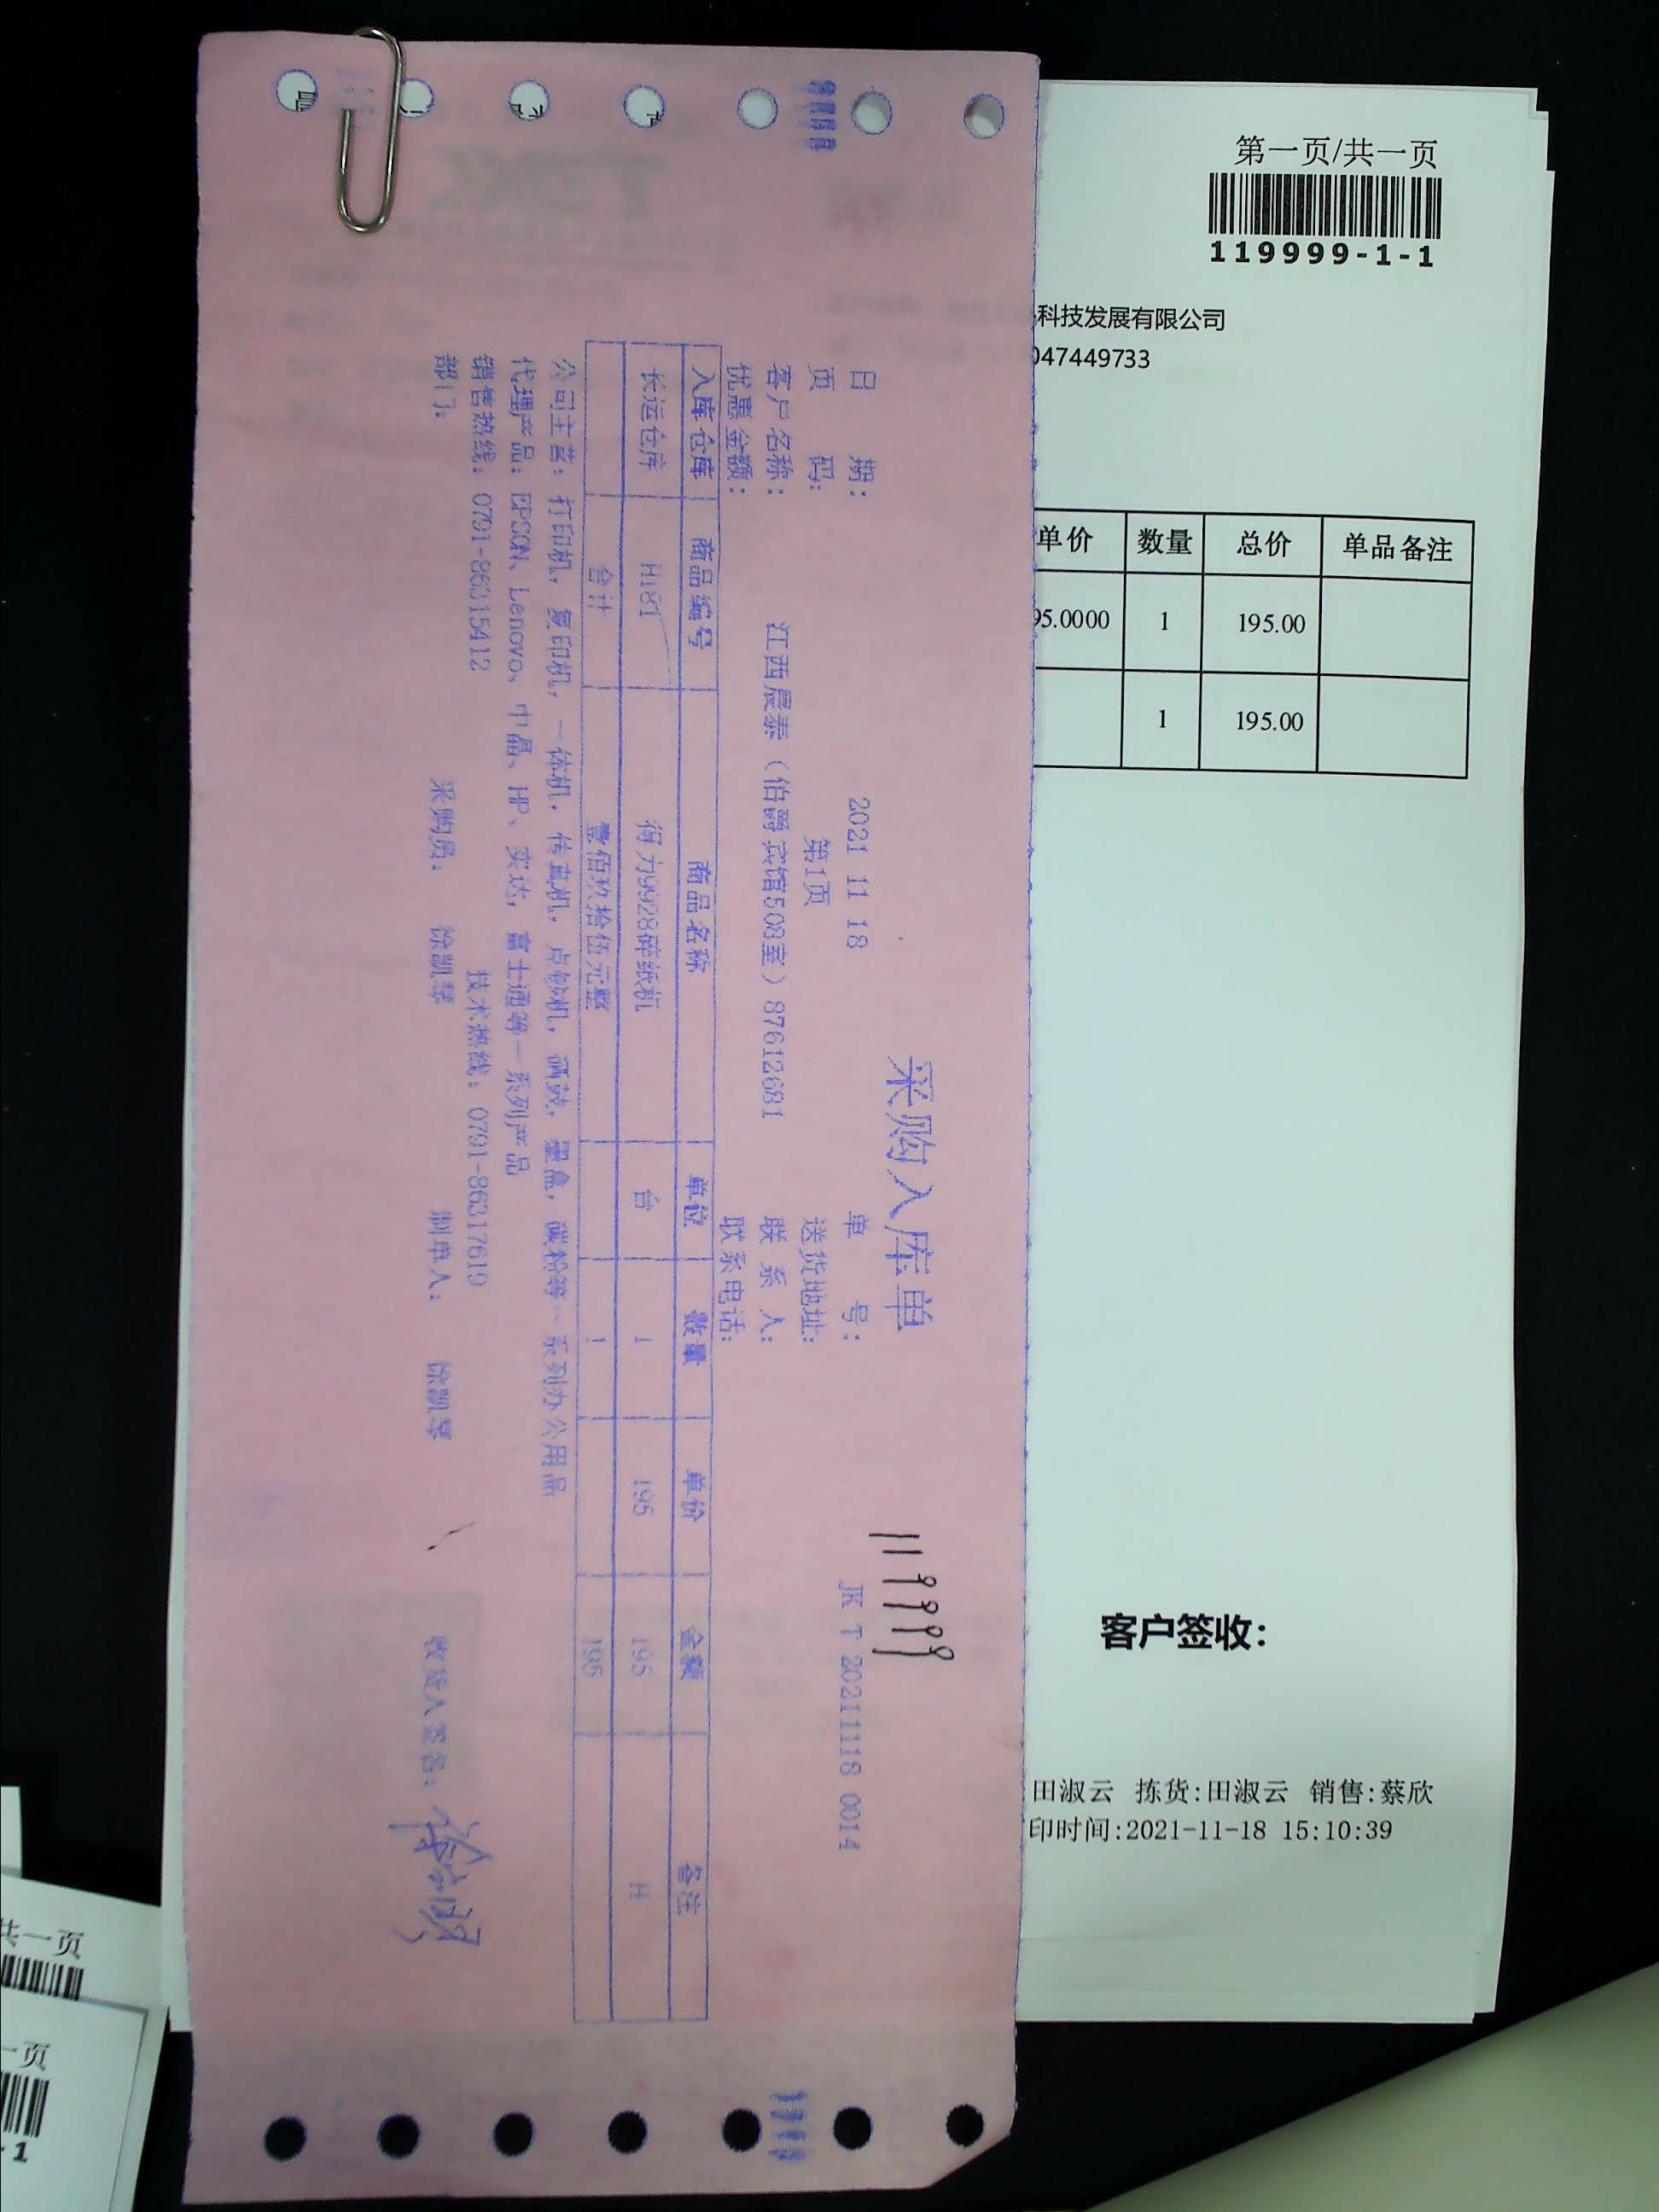 采购入库单
119999
日 期: 2021 11 18 单 号: JK T 20211118 0014
页 码: 第1页 送货地址:
客户名称: 江西晨泰(伯爵宾馆508室)87612681 联 系 人:
优惠金额: 联系电话:
入库仓库 商品编号 商品名称 单位 数量 单价 金额 备注
长运仓库 H181 得力9928碎纸机 台 1 195 195 H
合计 壹佰玖拾伍元整 1 195
公司主营: 打印机, 复印机, 一体机, 传真机, 点钞机, 硒鼓, 墨盒, 碳粉等一系列办公用品
代理产品: EPSON、Lenovo、中晶、HP、实达, 富士通等一系列产品
销售热线: 0791-86315412 技术热线: 0791-86317619
部门: 采购员: 徐凯琴 制单人: 徐凯琴 收货人签名:
第一页/共一页
119999-1-1
科技发展有限公司
047449733
单价 数量 总价 单品备注
95.0000 1 195.00
1 195.00
客户签收:
田淑云 拣货:田淑云 销售:蔡欣
印时间:2021-11-18 15:10:39
共一页
一页
-1